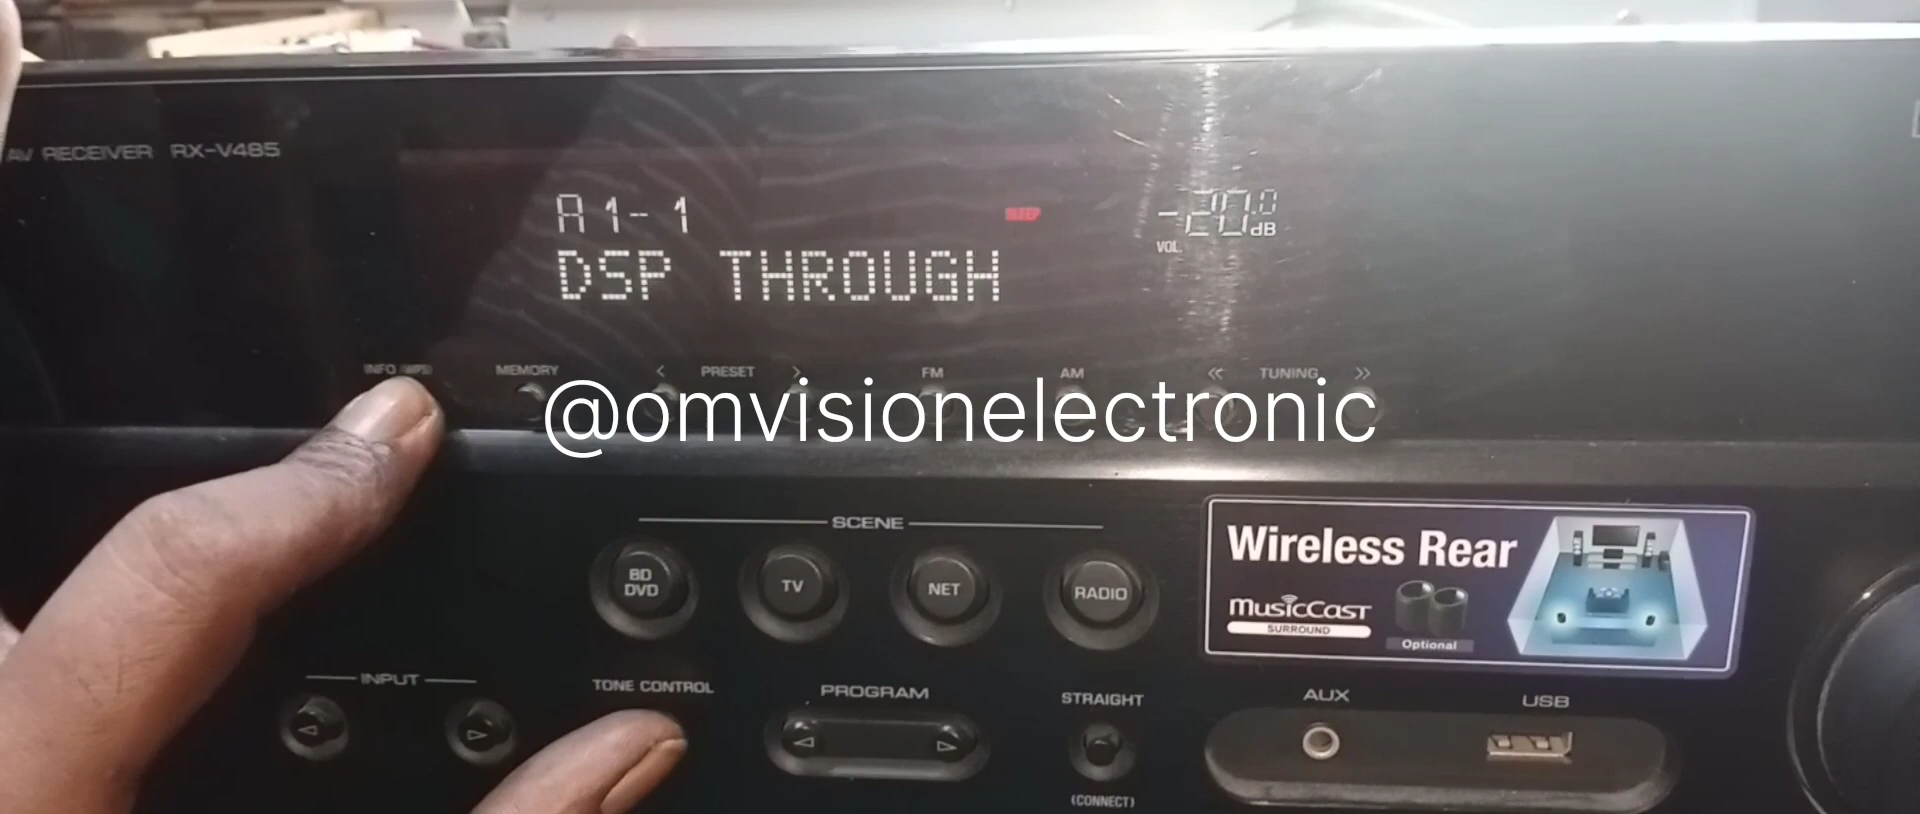 AV RECEIVER RX-V485
A1-1
SLEEP
-20.0
dB
VOL.
DSP THROUGH
INFO (WPS)
MEMORY
< PRESET >
FM
AM
<< TUNING >>
@omvisionelectronic
SCENE
BD
DVD
TV
NET
RADIO
Wireless Rear
MusicCast
SURROUND
Optional
INPUT
TONE CONTROL
PROGRAM
STRAIGHT
(CONNECT)
AUX
USB